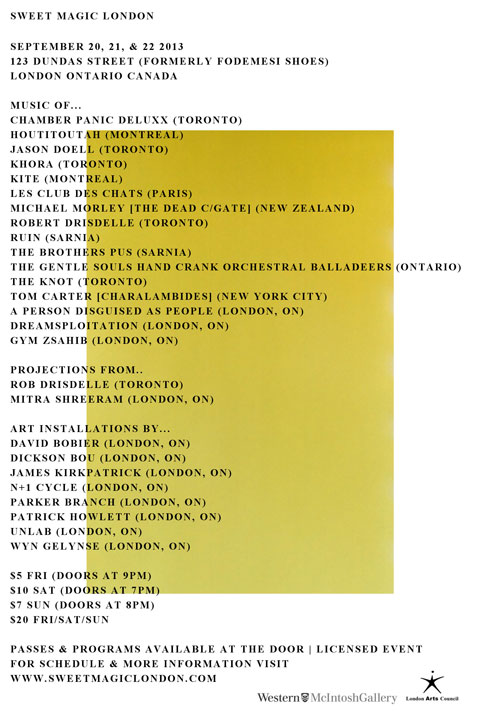 SWEET MAGIC LONDON
SEPTEMBER 20, 21, & 22 2013
123 DUNDAS STREET (FORMERLY FODEMESI SHOES)
LONDON ONTARIO CANADA
MUSIC OF...
CHAMBER PANIC DELUXX (TORONTO)
HOUTITOUTAH (MONTREAL)
JASON DOELL (TORONTO)
KHORA (TORONTO)
KITE (MONTREAL)
LES CLUB DES CHATS (PARIS)
MICHAEL MORLEY [THE DEAD C/GATE] (NEW ZEALAND)
ROBERT DRISDELLE (TORONTO)
RUIN (SARNIA)
THE BROTHERS PUS (SARNIA)
THE GENTLE SOULS HAND CRANK ORCHESTRAL BALLADEERS (ONTARIO)
THE KNOT (TORONTO)
TOM CARTER [CHARALAMBIDES] (NEW YORK CITY)
A PERSON DISGUISED AS PEOPLE (LONDON, ON)
DREAMSPLOITATION (LONDON, ON)
GYM ZSAHIB (LONDON, ON)
PROJECTIONS FROM..
ROB DRISDELLE (TORONTO)
MITRA SHREERAM (LONDON, ON)
ART INSTALLATIONS BY...
DAVID BOBIER (LONDON, ON)
DICKSON BOU (LONDON, ON)
JAMES KIRKPATRICK (LONDON, ON)
N+1 CYCLE (LONDON, ON)
PARKER BRANCH (LONDON, ON)
PATRICK HOWLETT (LONDON, ON)
UNLAB (LONDON, ON)
WYN GELYNSE (LONDON, ON)
$5 FRI (DOORS AT 9PM)
$10 SAT (DOORS AT 7PM)
$7 SUN (DOORS AT 8PM)
$20 FRI/SAT/SUN
PASSES & PROGRAMS AVAILABLE AT THE DOOR | LICENSED EVENT
FOR SCHEDULE & MORE INFORMATION VISIT
WWW.SWEETMAGICLONDON.COM
Western McIntoshGallery
London Arts Council